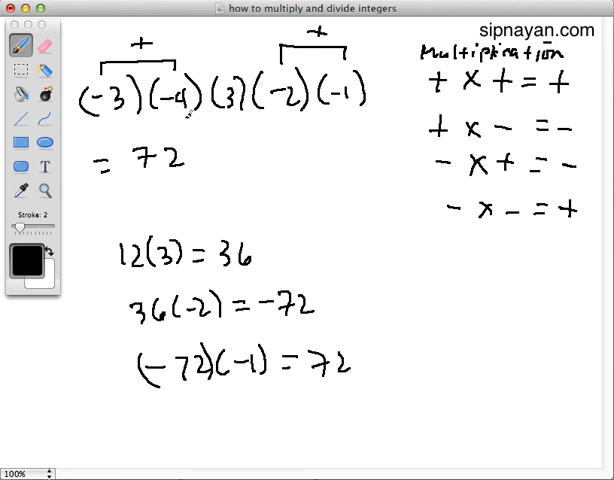 how to multiply and divide integers
sipnayan.com
Multiplication
+ +
(-3)(-4)(3)(-2)(-1)
= 72
+ x + = +
+ x - = -
- x + = -
- x - = +
12(3) = 36
36(-2) = -72
(-72)(-1) = 72
T
Stroke: 2
100%